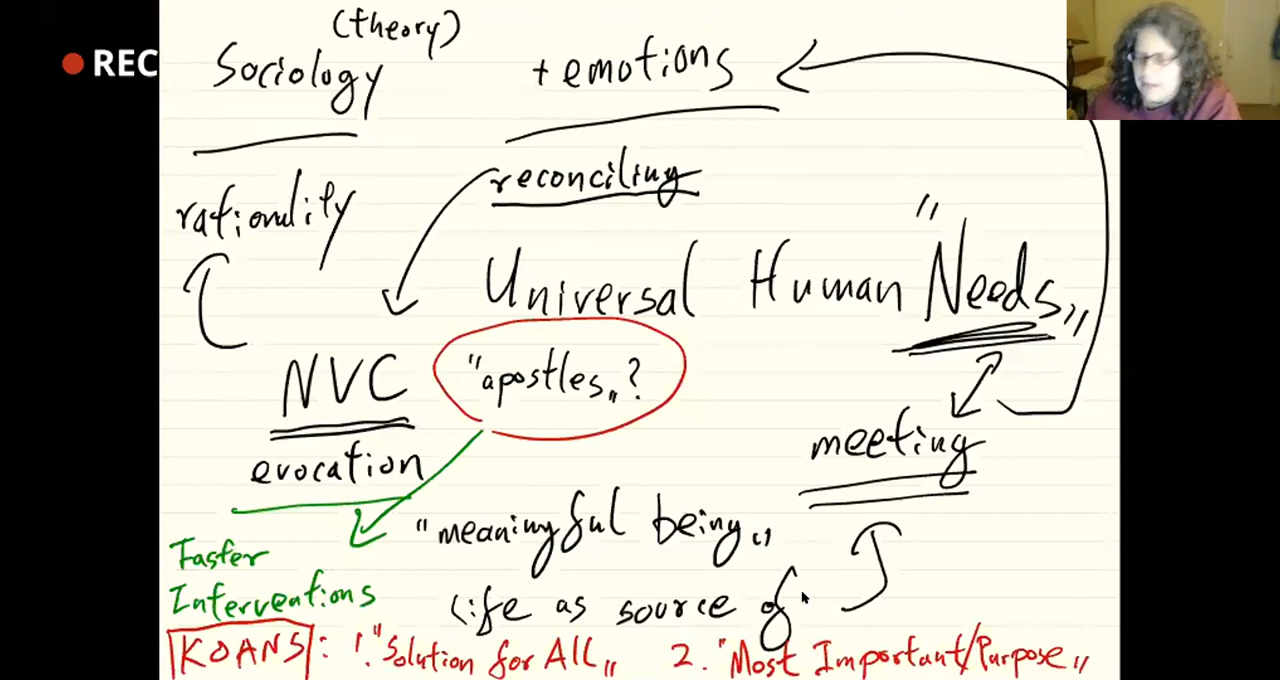 REC
(theory)
Sociology + emotions
rationality reconciling
Universal Human "Needs"
NVC "apostles"?
evocation meeting
"meaningful being"
Faster
Interventions life as source of
KOANS: 1. "Solution for All" 2. "Most Important/Purpose"